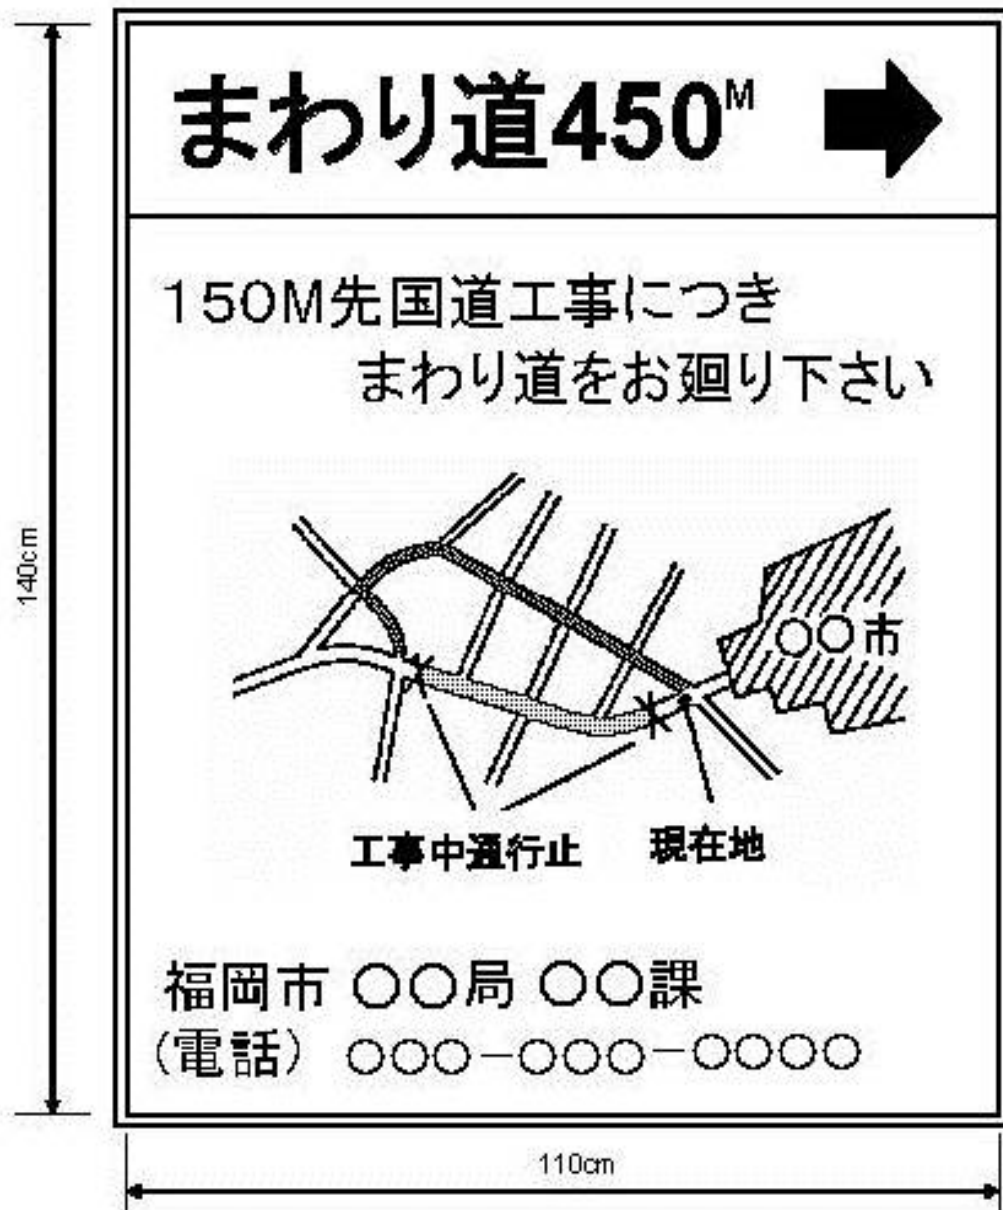 まわり道450M
150M先国道工事につき
まわり道をお廻り下さい
○○市
工事中通行止
現在地
福岡市 ○○局 ○○課
(電話) ○○○-○○○-○○○○
140cm
110cm